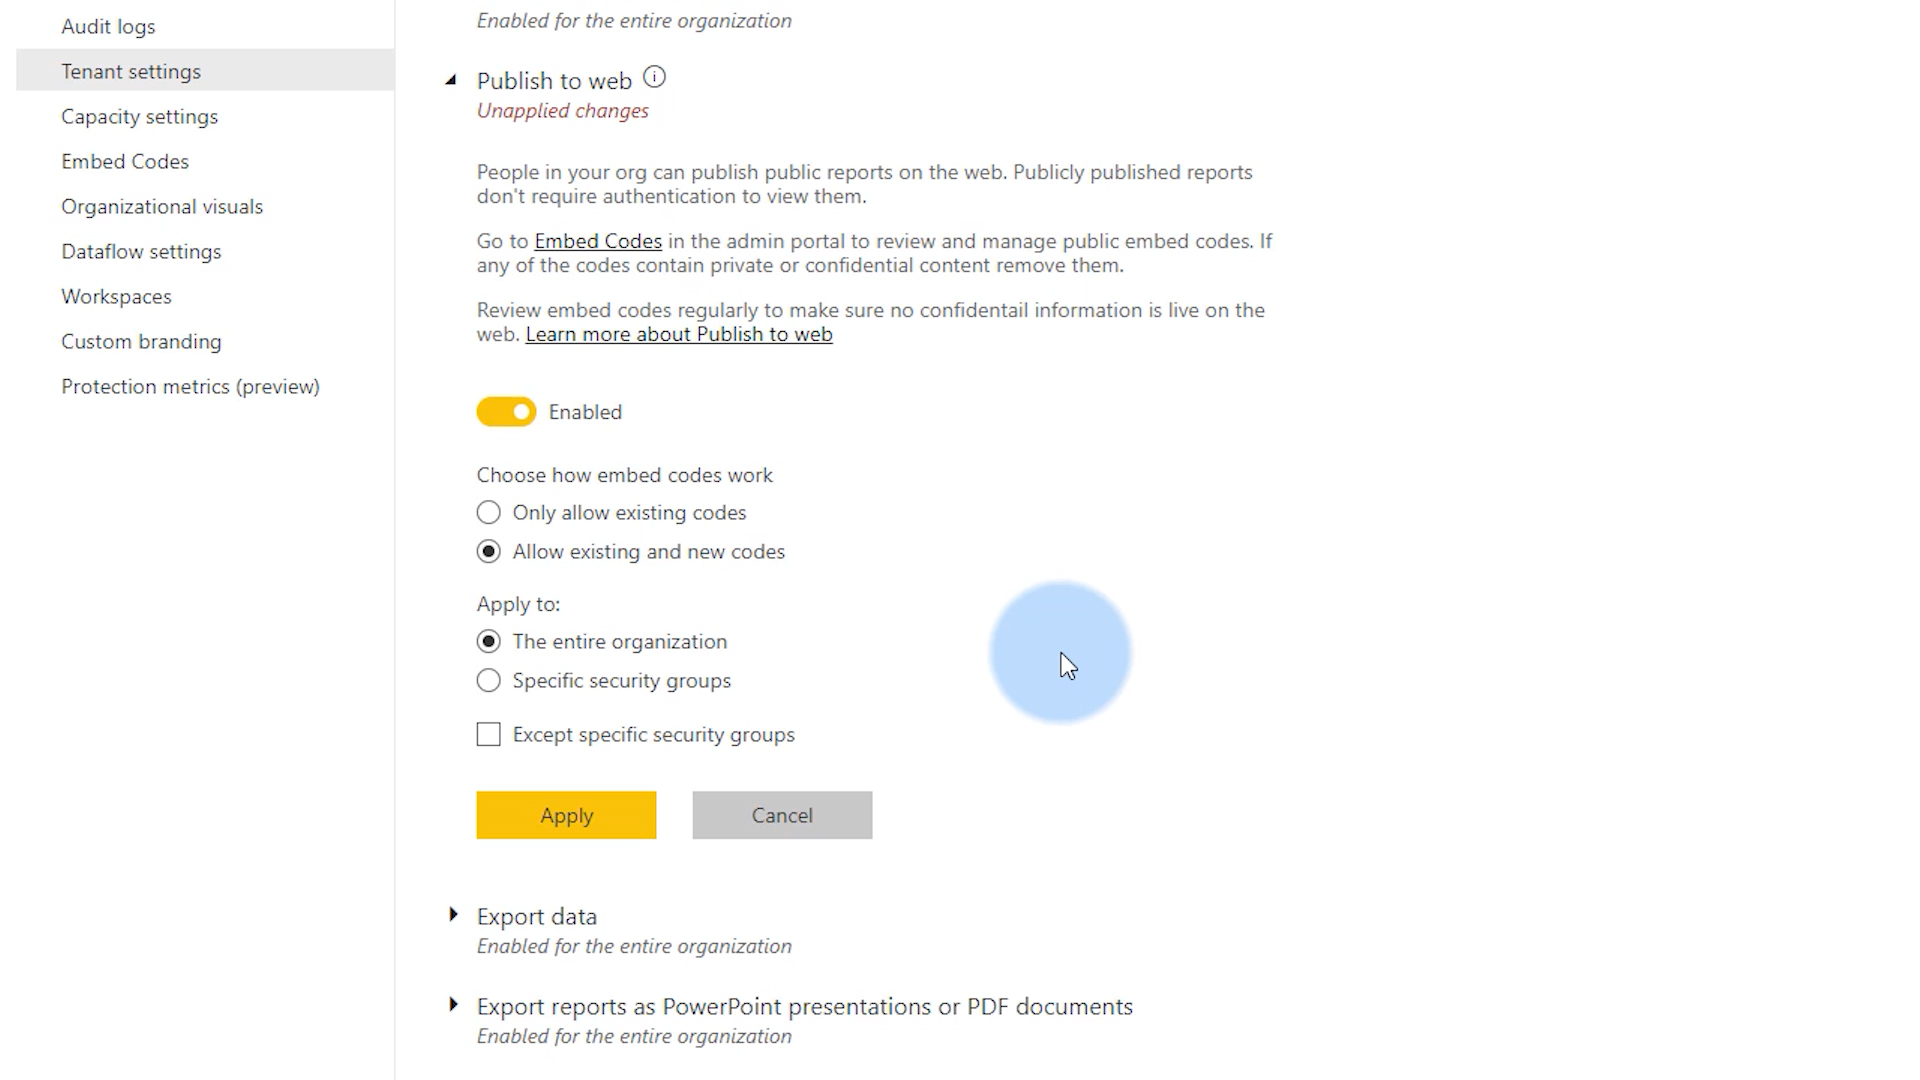 Audit logs
Tenant settings
Capacity settings
Embed Codes
Organizational visuals
Dataflow settings
Workspaces
Custom branding
Protection metrics (preview)
Enabled for the entire organization
Publish to web
Unapplied changes
People in your org can publish public reports on the web. Publicly published reports
don't require authentication to view them.
Go to Embed Codes in the admin portal to review and manage public embed codes. If
any of the codes contain private or confidential content remove them.
Review embed codes regularly to make sure no confidentail information is live on the
web. Learn more about Publish to web
Enabled
Choose how embed codes work
Only allow existing codes
Allow existing and new codes
Apply to:
The entire organization
Specific security groups
Except specific security groups
Apply
Cancel
Export data
Enabled for the entire organization
Export reports as PowerPoint presentations or PDF documents
Enabled for the entire organization